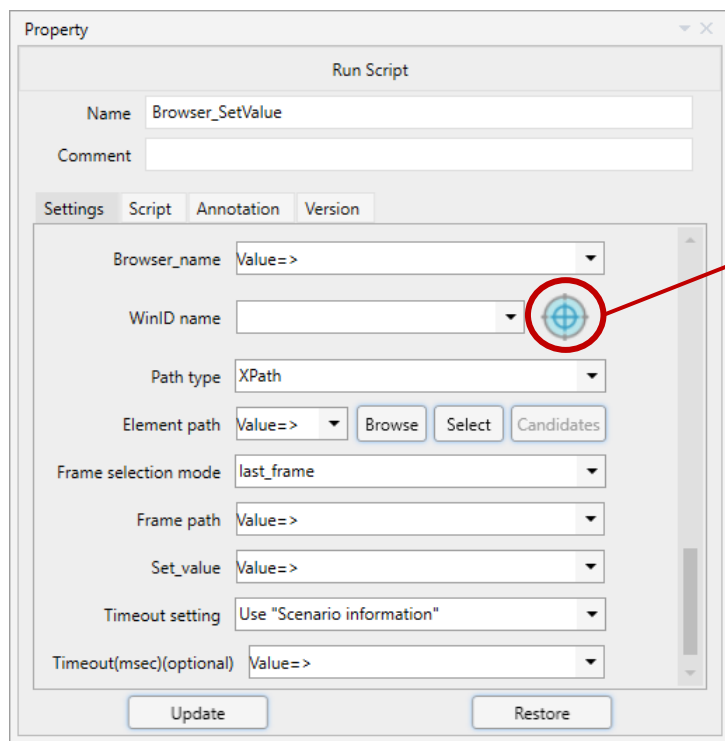 Property
Run Script
Name Browser_SetValue
Comment
Settings Script Annotation Version
Browser_name Value=>
WinID name
Path type XPath
Element path Value=> Browse Select Candidates
Frame selection mode last_frame
Frame path Value=>
Set_value Value=>
Timeout setting Use "Scenario information"
Timeout(msec)(optional) Value=>
Update Restore